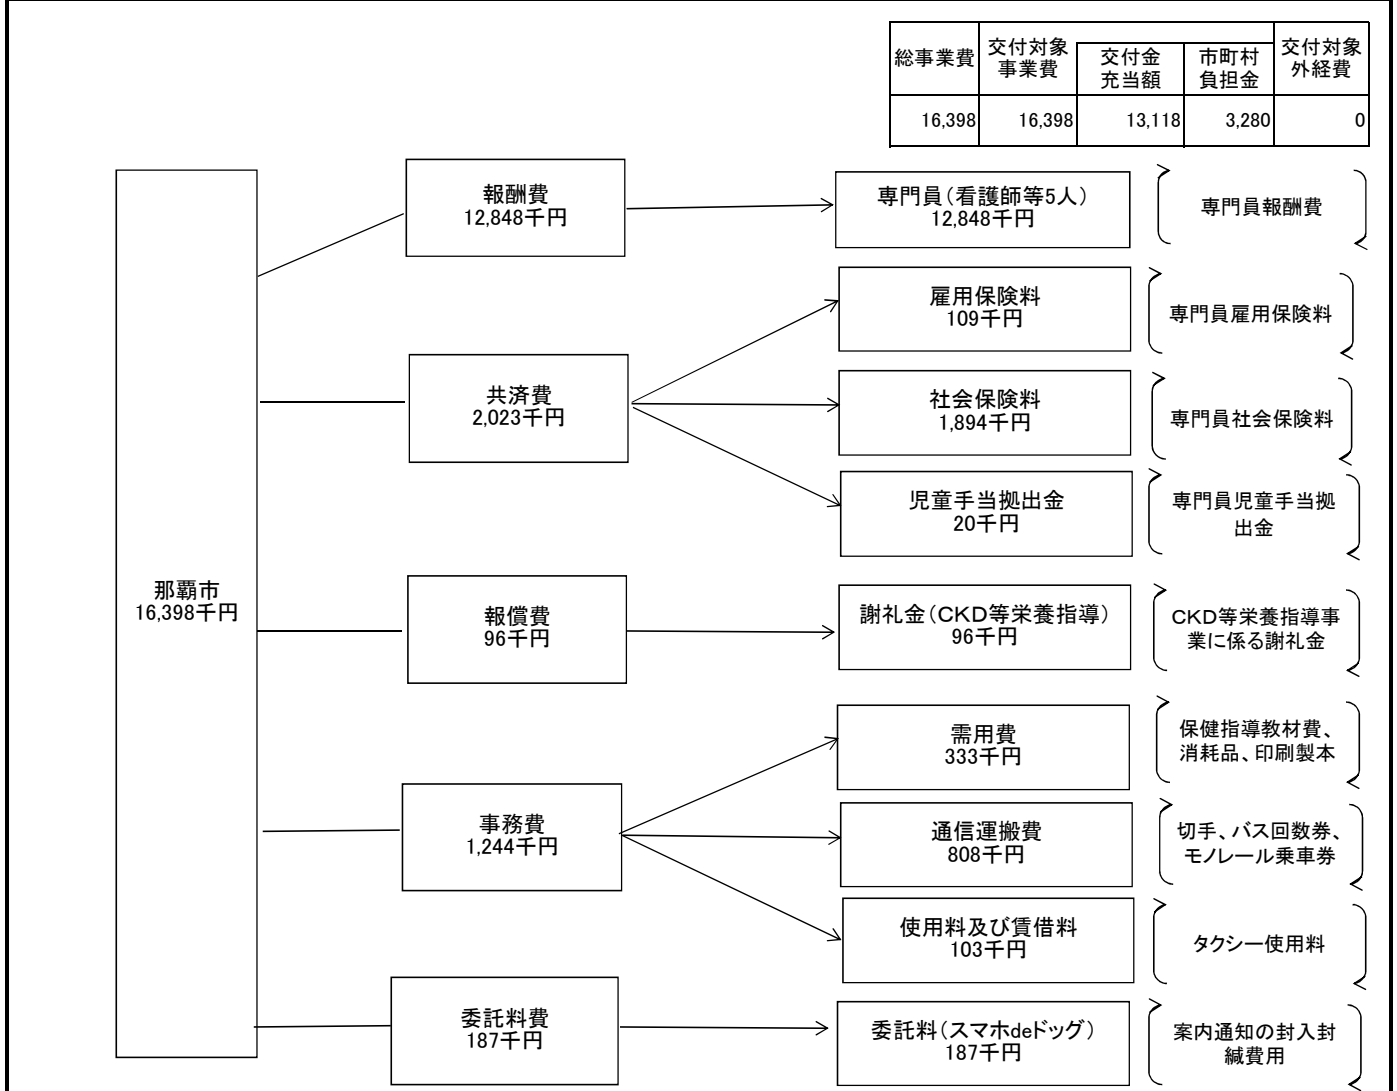 総事業費
交付対象
事業費
交付金
充当額
市町村
負担金
交付対象
外経費
16,398
16,398
13,118
3,280
0
那覇市
16,398千円
報酬費
12,848千円
専門員（看護師等5人）
12,848千円
専門員報酬費
共済費
2,023千円
雇用保険料
109千円
専門員雇用保険料
社会保険料
1,894千円
専門員社会保険料
児童手当拠出金
20千円
専門員児童手当拠
出金
報償費
96千円
謝礼金（CKD等栄養指導）
96千円
CKD等栄養指導事
業に係る謝礼金
事務費
1,244千円
需用費
333千円
保健指導教材費、
消耗品、印刷製本
通信運搬費
808千円
切手、バス回数券、
モノレール乗車券
使用料及び賃借料
103千円
タクシー使用料
委託料費
187千円
委託料（スマホdeドッグ）
187千円
案内通知の封入封
緘費用